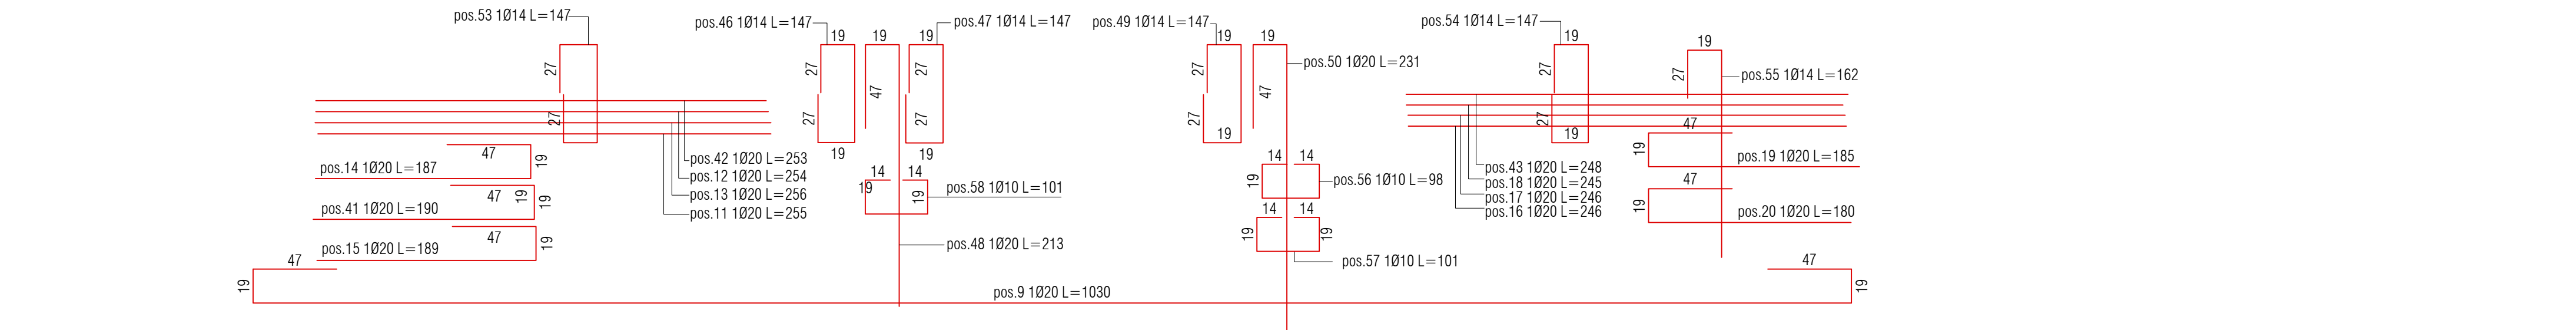 pos.53 1Ø14 L=147
pos.46 1Ø14 L=147
pos.47 1Ø14 L=147
pos.49 1Ø14 L=147
pos.54 1Ø14 L=147
19
19
19
19
19
19
19
27
27
47
27
27
47
pos.50 1Ø20 L=231
27
27
pos.55 1Ø14 L=162
27
27
27
27
27
47
19
19
19
19
19
47
19
pos.14 1Ø20 L=187
pos.42 1Ø20 L=253
pos.12 1Ø20 L=254
pos.13 1Ø20 L=256
pos.11 1Ø20 L=255
14
14
19
19
pos.58 1Ø10 L=101
14
14
19
pos.56 1Ø10 L=98
pos.43 1Ø20 L=248
pos.18 1Ø20 L=245
pos.17 1Ø20 L=246
pos.16 1Ø20 L=246
19
pos.19 1Ø20 L=185
47
47
19
19
pos.41 1Ø20 L=190
14
14
19
19
19
pos.20 1Ø20 L=180
47
19
pos.15 1Ø20 L=189
pos.48 1Ø20 L=213
pos.57 1Ø10 L=101
47
47
19
pos.9 1Ø20 L=1030
19